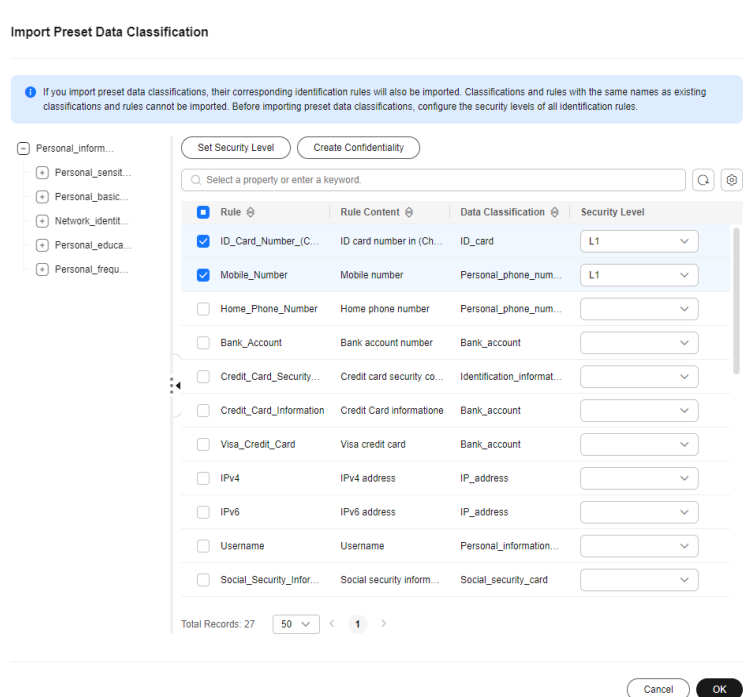 Import Preset Data Classification
If you import preset data classifications, their corresponding identification rules will also be imported. Classifications and rules with the same names as existing
classifications and rules cannot be imported. Before importing preset data classifications, configure the security levels of all identification rules.
Personal_inform...
Personal_sensit...
Personal_basic...
Network_identit...
Personal_educa...
Personal_frequ...
Set Security Level Create Confidentiality
Select a property or enter a keyword.
Rule Rule Content Data Classification Security Level
ID_Card_Number_(C... ID card number in (Ch... ID_card L1
Mobile_Number Mobile number Personal_phone_num... L1
Home_Phone_Number Home phone number Personal_phone_num...
Bank_Account Bank account number Bank_account
Credit_Card_Security... Credit card security co... Identification_informat...
Credit_Card_Information Credit Card informatione Bank_account
Visa_Credit_Card Visa credit card Bank_account
IPv4 IPv4 address IP_address
IPv6 IPv6 address IP_address
Username Username Personal_information...
Social_Security_Infor... Social security inform... Social_security_card
Total Records: 27 50 1
Cancel OK